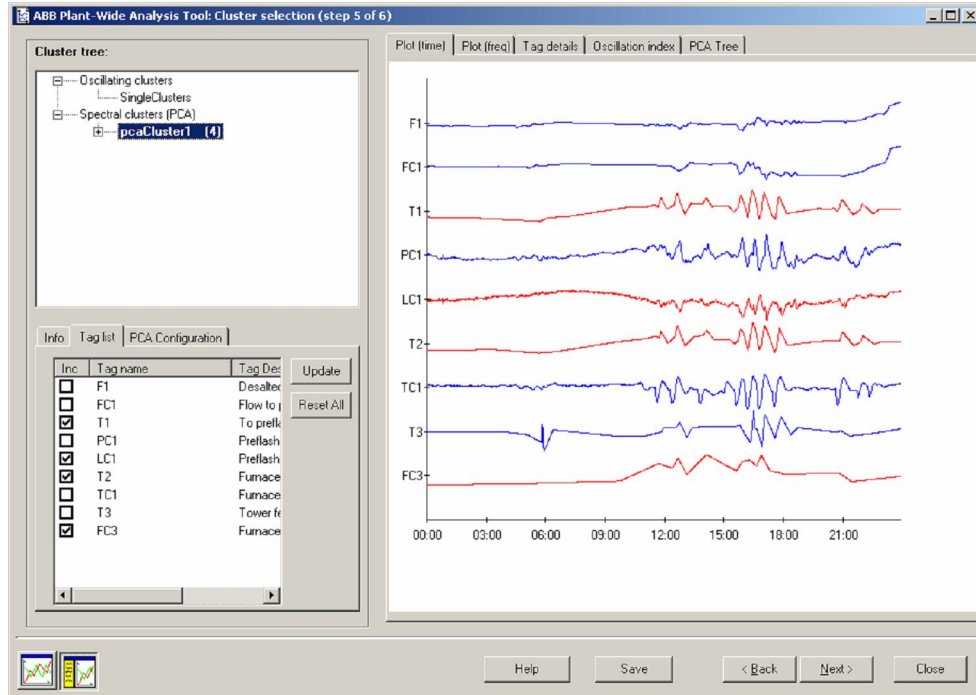 ABB Plant-Wide Analysis Tool: Cluster selection (step 5 of 6)
Cluster tree:
Oscillating clusters
SingleClusters
Spectral clusters (PCA)
pcaCluster1 (4)
Info Tag list PCA Configuration
Inc Tag name Tag Des
F1 Desalted
FC1 Flow to p
T1 To prefla
PC1 Preflash
LC1 Preflash
T2 Furnace
TC1 Furnace
T3 Tower fe
FC3 Furnace
Update
Reset All
Plot (time) Plot (freq) Tag details Oscillation index PCA Tree
F1
FC1
T1
PC1
LC1
T2
TC1
T3
FC3
00:00 03:00 06:00 09:00 12:00 15:00 18:00 21:00
Help Save < Back Next > Close